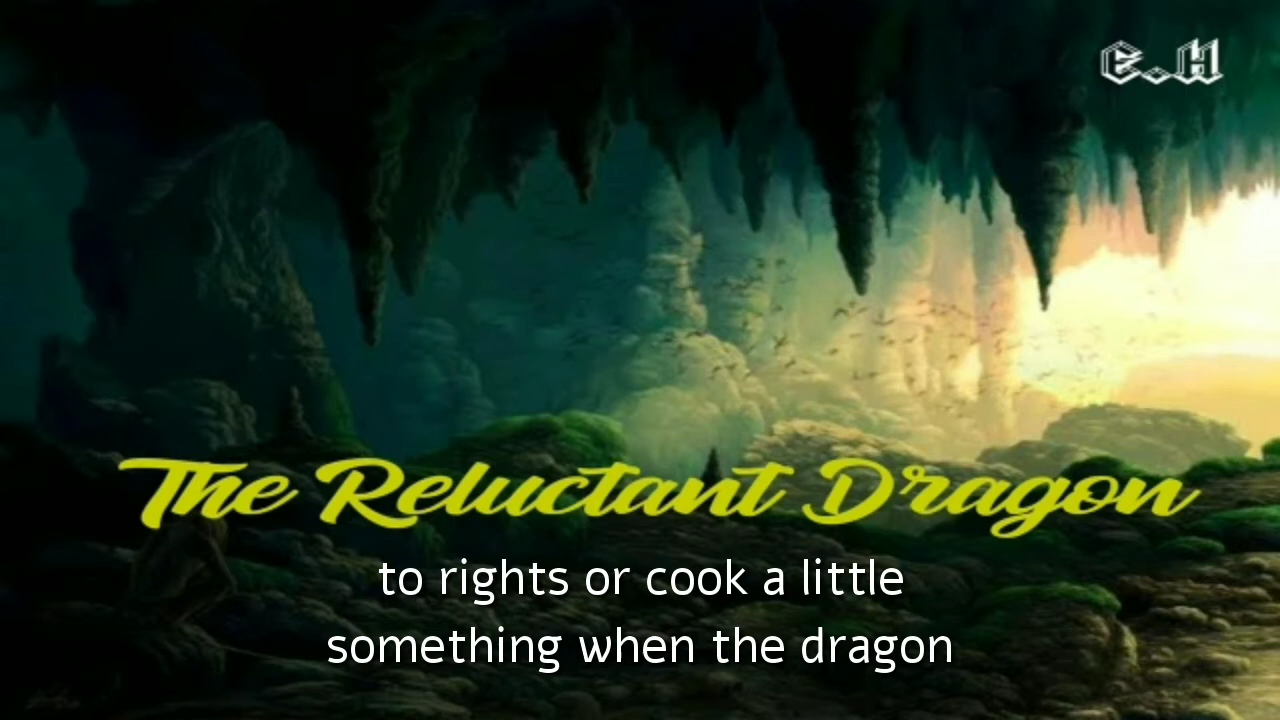 E.H
The Reluctant Dragon
to rights or cook a little
something when the dragon